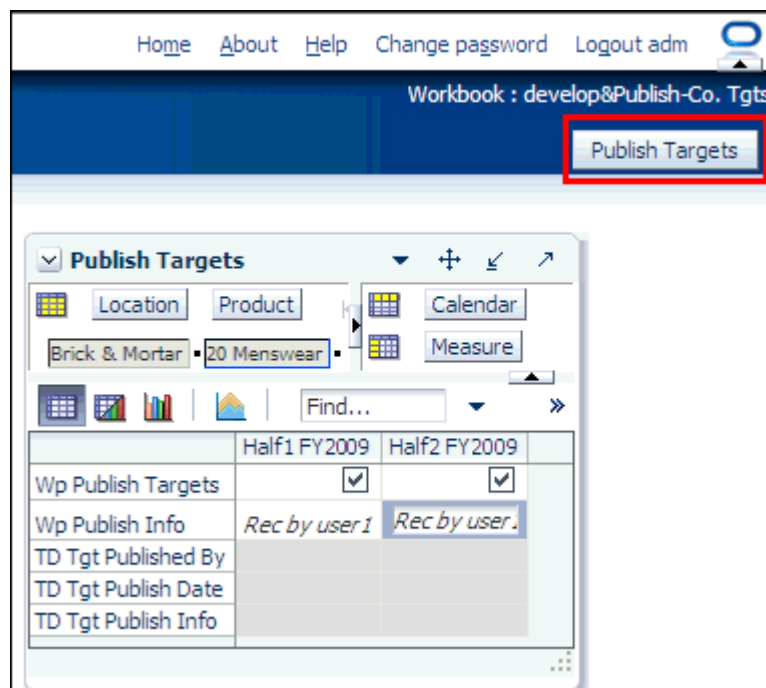 Home About Help Change password Logout adm
Workbook : develop&Publish-Co. Tgts
Publish Targets
Publish Targets
Location Product Calendar
Brick & Mortar 20 Menswear Measure
Find...
Half1 FY2009 Half2 FY2009
Wp Publish Targets
Wp Publish Info Rec by user1 Rec by user1
TD Tgt Published By
TD Tgt Publish Date
TD Tgt Publish Info